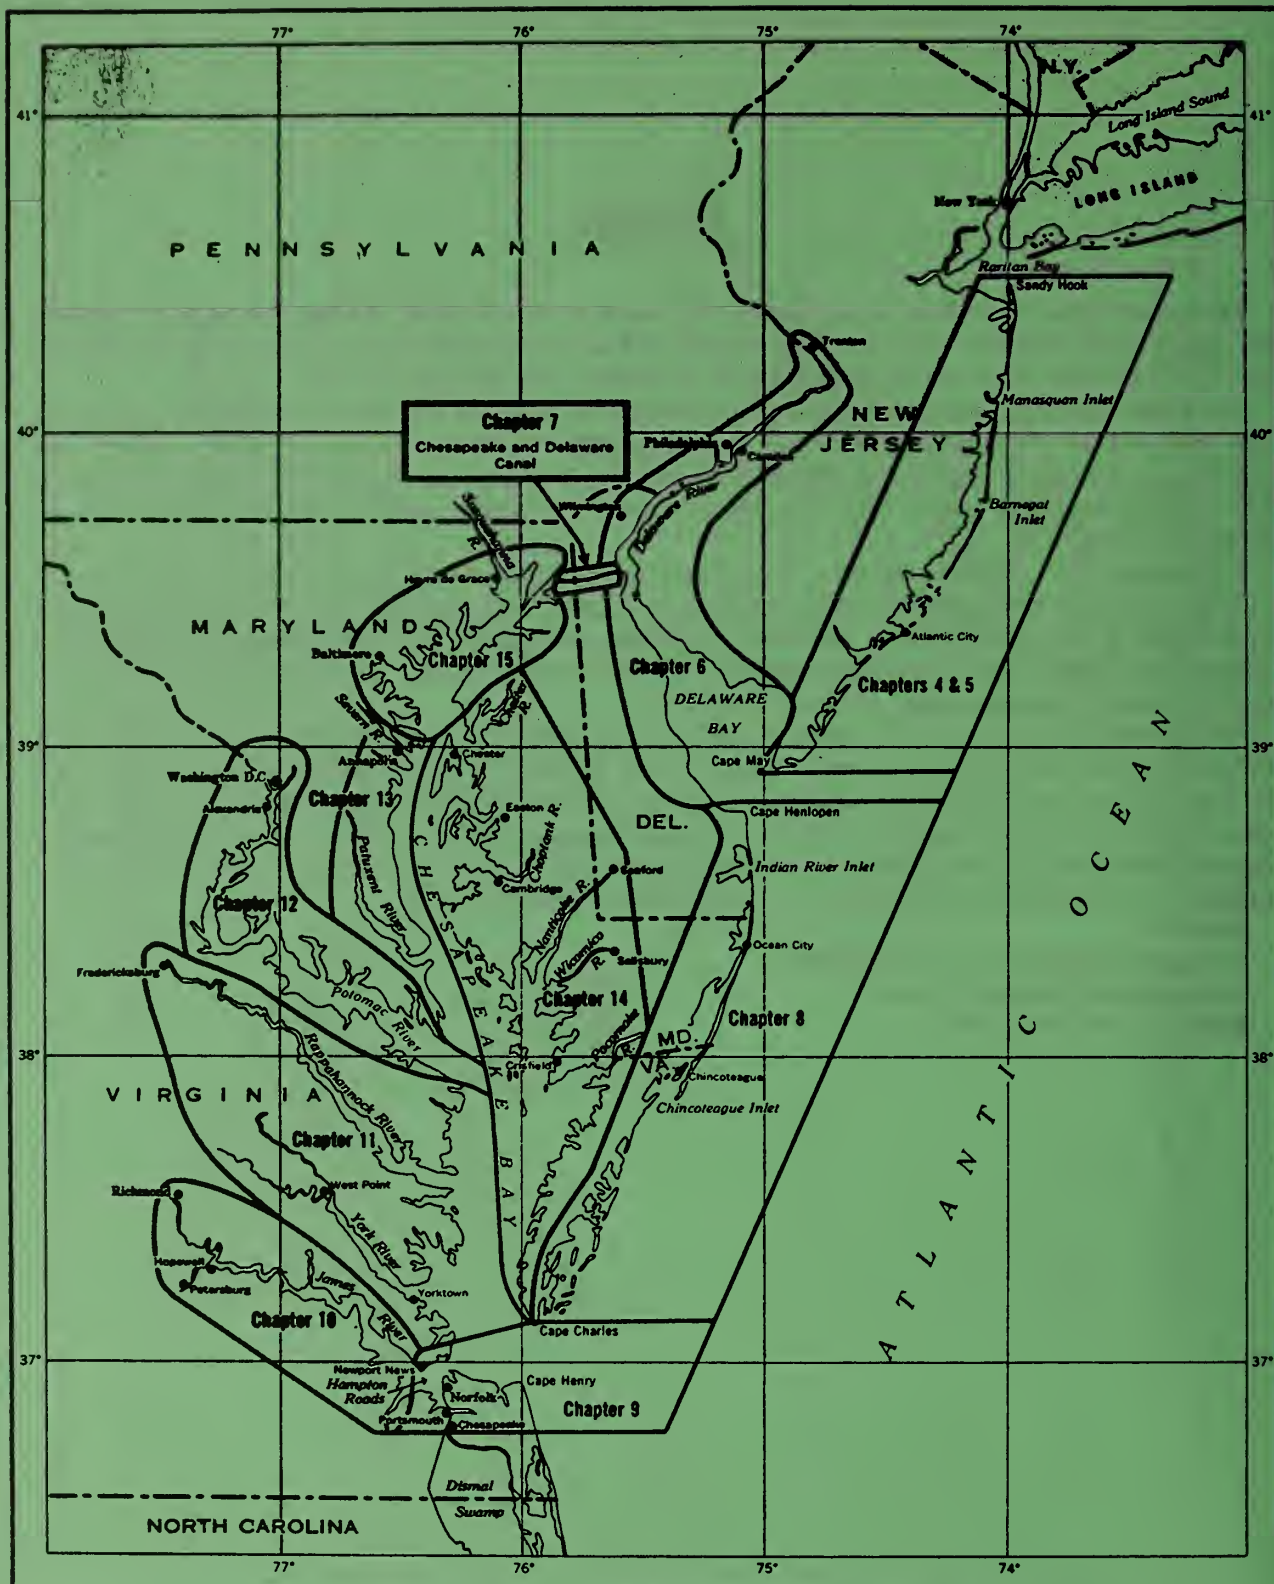 77°
76°
75°
74°
N.Y.
41°
41°
Long Island Sound
LONG ISLAND
New York
PENNSYLVANIA
Raritan Bay
Sandy Hook
Trenton
Manasquan Inlet
NEW
JERSEY
Chapter 7
Chesapeake and Delaware
Canal
40°
40°
Philadelphia
Camden
Wilmington
Delaware River
Susquehanna
R.
Barnegat
Inlet
Havre de Grace
MARYLAND
Baltimore
Chapter 15
Chapter 6
Atlantic City
Chapters 4 & 5
Chester
R.
Severn R.
DELAWARE
BAY
39°
39°
Annapolis
Chester
Cape May
Washington D.C.
Alexandria
Chapter 13
Easton
Choptank R.
DEL.
Cape Henlopen
Patuxent
River
Seaford
Indian River Inlet
Cambridge
Chapter 12
Nanticoke R.
Wicomico
R.
Salisbury
Ocean City
Fredericksburg
Potomac
River
Chapter 14
Pocomoke
R.
Chapter 8
MD.
VA.
38°
38°
Crisfield
Chincoteague
Chincoteague Inlet
CHESAPEAKE BAY
ATLANTIC OCEAN
VIRGINIA
Rappahannock River
Chapter 11
Richmond
West Point
York River
Hopewell
Petersburg
James
River
Yorktown
Chapter 10
Cape Charles
37°
37°
Newport News
Hampton
Roads
Cape Henry
Norfolk
Portsmouth
Chesapeake
Chapter 9
Dismal
Swamp
NORTH CAROLINA
77°
76°
75°
74°